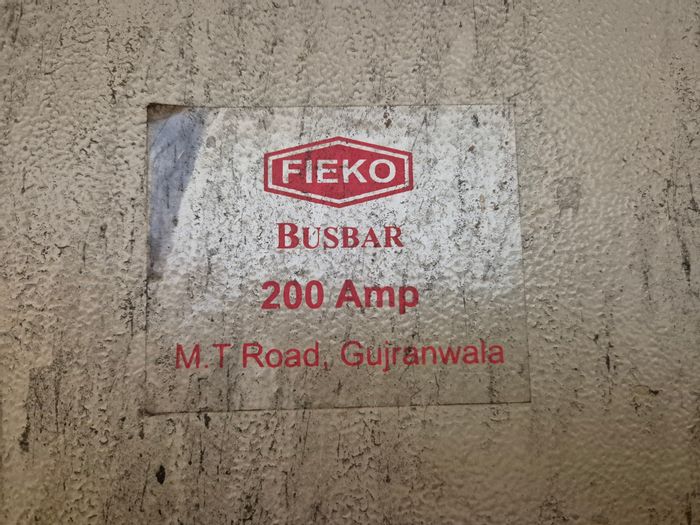 FIEKO
BUSBAR
200 Amp
M.T Road, Gujranwala